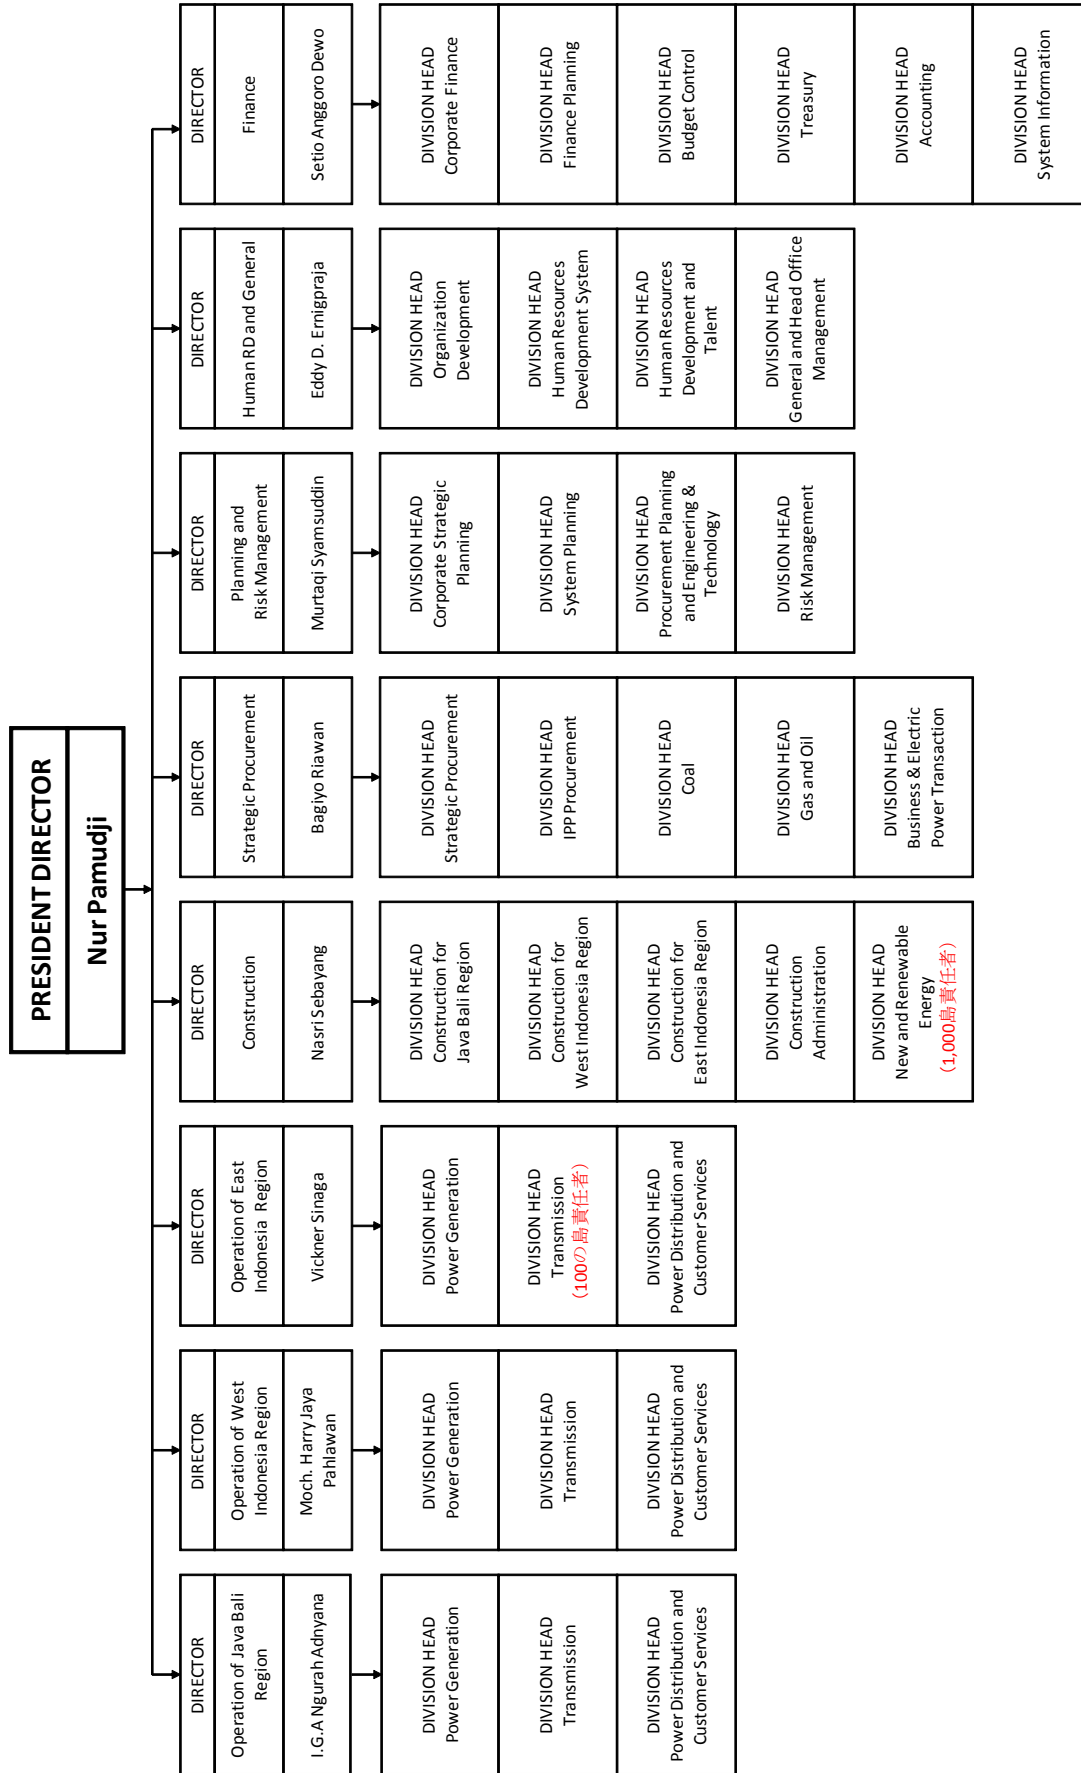 PRESIDENT DIRECTOR
Nur Pamudji
DIRECTOR
Operation of Java Bali
Region
I.G.A Ngurah Adnyana
DIVISION HEAD
Power Generation
DIVISION HEAD
Transmission
DIVISION HEAD
Power Distribution and
Customer Services
DIRECTOR
Operation of West
Indonesia Region
Moch. Harry Jaya
Pahlawan
DIVISION HEAD
Power Generation
DIVISION HEAD
Transmission
DIVISION HEAD
Power Distribution and
Customer Services
DIRECTOR
Operation of East
Indonesia Region
Vickner Sinaga
DIVISION HEAD
Power Generation
DIVISION HEAD
Transmission
(100の島責任者)
DIVISION HEAD
Power Distribution and
Customer Services
DIRECTOR
Construction
Nasri Sebayang
DIVISION HEAD
Construction for
Java Bali Region
DIVISION HEAD
Construction for
West Indonesia Region
DIVISION HEAD
Construction for
East Indonesia Region
DIVISION HEAD
Construction
Administration
DIVISION HEAD
New and Renewable
Energy
(1,000島責任者)
DIRECTOR
Strategic Procurement
Bagiyo Riawan
DIVISION HEAD
Strategic Procurement
DIVISION HEAD
IPP Procurement
DIVISION HEAD
Coal
DIVISION HEAD
Gas and Oil
DIVISION HEAD
Business & Electric
Power Transaction
DIRECTOR
Planning and
Risk Management
Murtaqi Syamsuddin
DIVISION HEAD
Corporate Strategic
Planning
DIVISION HEAD
System Planning
DIVISION HEAD
Procurement Planning
and Engineering &
Technology
DIVISION HEAD
Risk Management
DIRECTOR
Human RD and General
Eddy D. Ernigpraja
DIVISION HEAD
Organization
Development
DIVISION HEAD
Human Resources
Development System
DIVISION HEAD
Human Resources
Development and
Talent
DIVISION HEAD
General and Head Office
Management
DIRECTOR
Finance
Setio Anggoro Dewo
DIVISION HEAD
Corporate Finance
DIVISION HEAD
Finance Planning
DIVISION HEAD
Budget Control
DIVISION HEAD
Treasury
DIVISION HEAD
Accounting
DIVISION HEAD
System Information